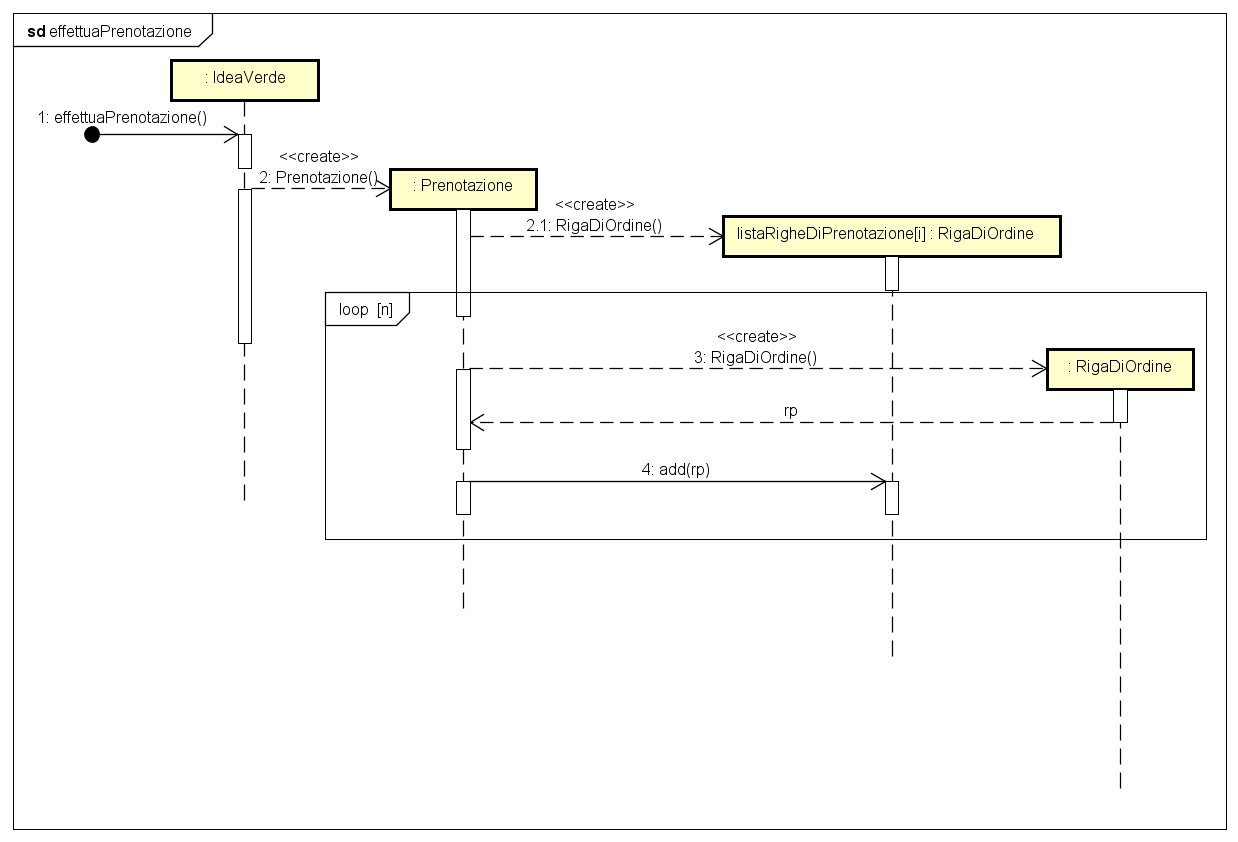 sd effettuaPrenotazione
: IdeaVerde
1: effettuaPrenotazione()
<<create>>
2: Prenotazione()
: Prenotazione
<<create>>
2.1: RigaDiOrdine()
listaRigheDiPrenotazione[i] : RigaDiOrdine
loop [n]
<<create>>
3: RigaDiOrdine()
: RigaDiOrdine
rp
4: add(rp)